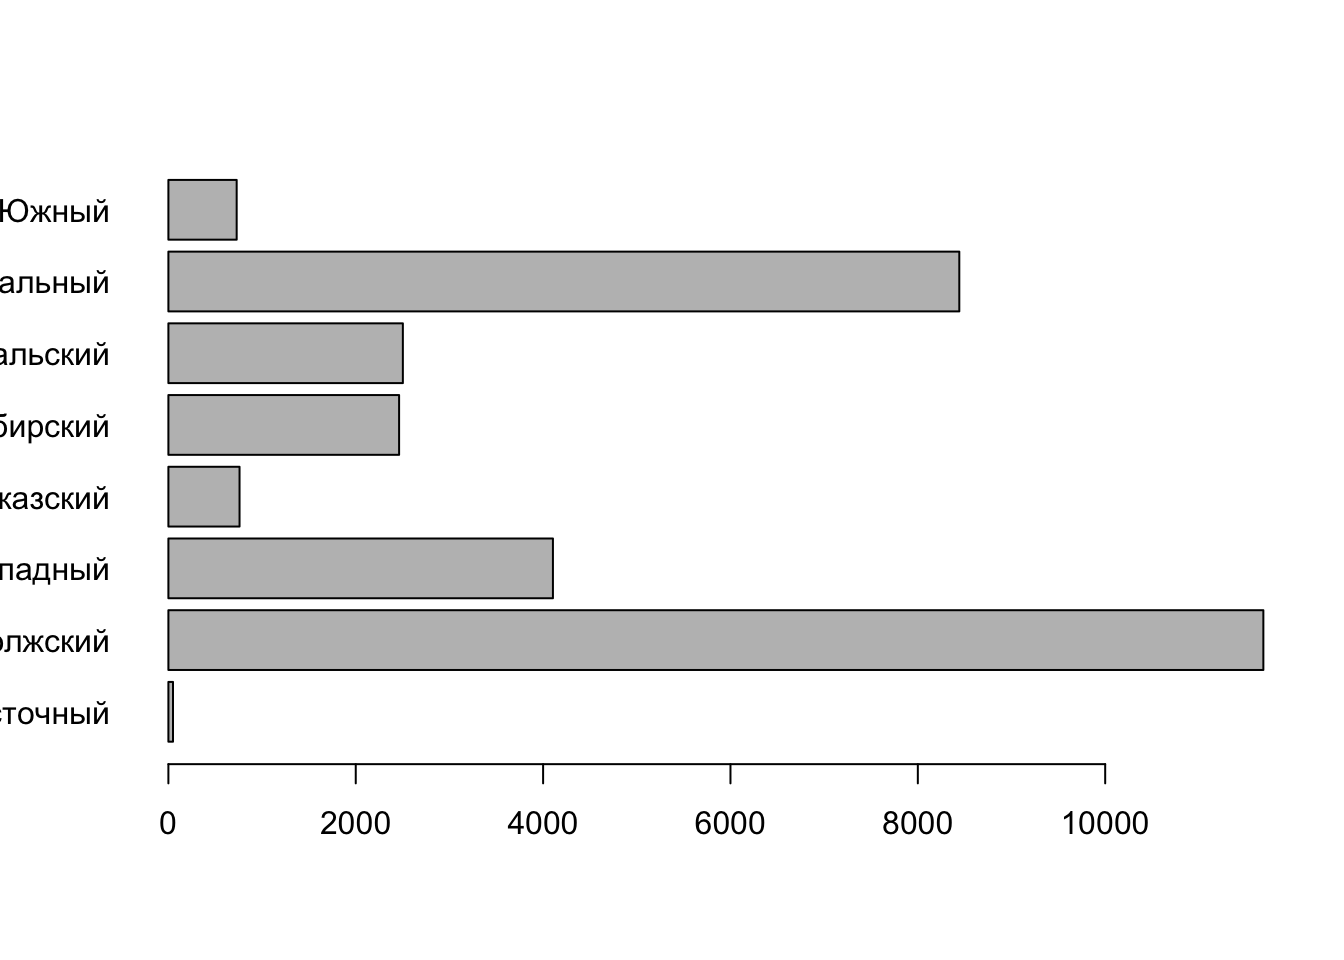 Южный
альный
альский
бирский
казский
падный
олжский
сточный
0 2000 4000 6000 8000 10000